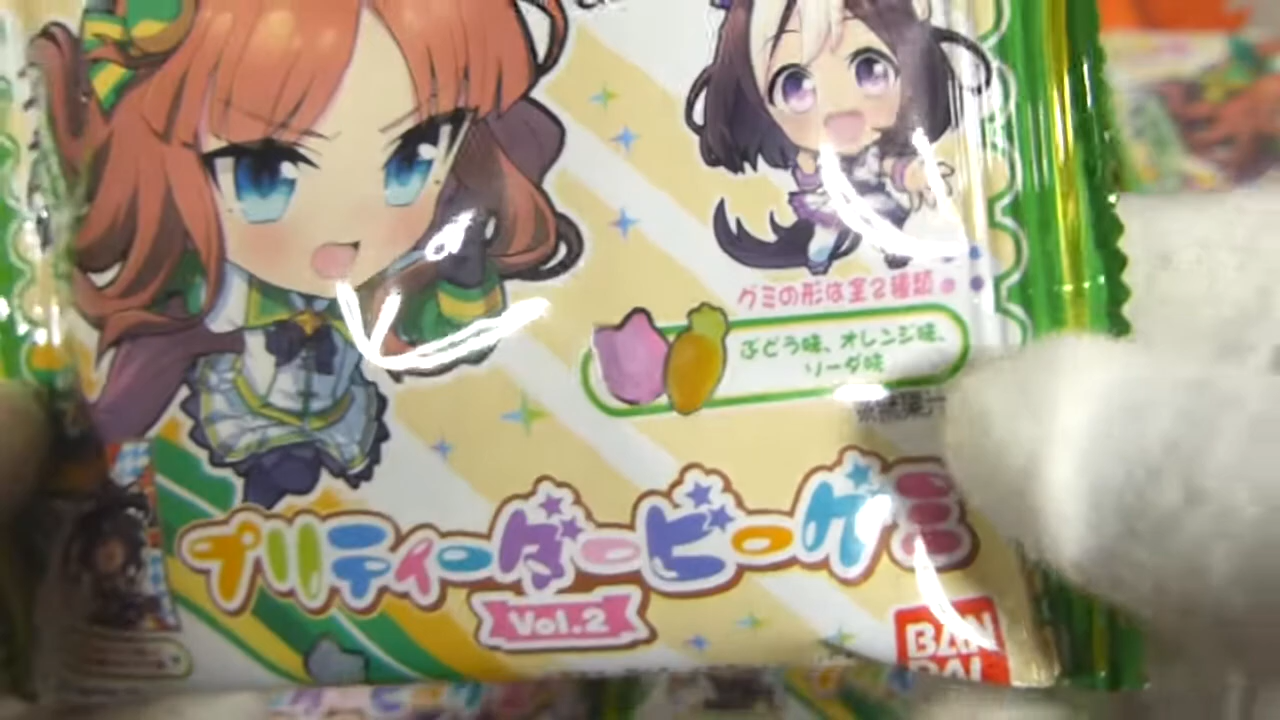 グミの形は全2種類
ぶどう味、オレンジ味、
ソーダ味
プリティーダービーグミ
Vol.2
BAN
DAI